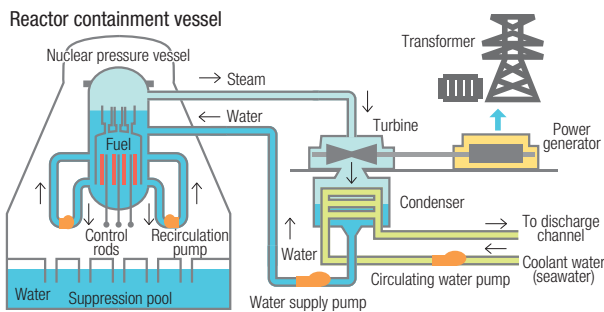 Reactor containment vessel
Nuclear pressure vessel
Transformer
Steam
Water
Turbine
Power
generator
Fuel
Condenser
To discharge
channel
Control
rods
Recirculation
pump
Water
Circulating water pump
Coolant water
(seawater)
Water
Suppression pool
Water supply pump